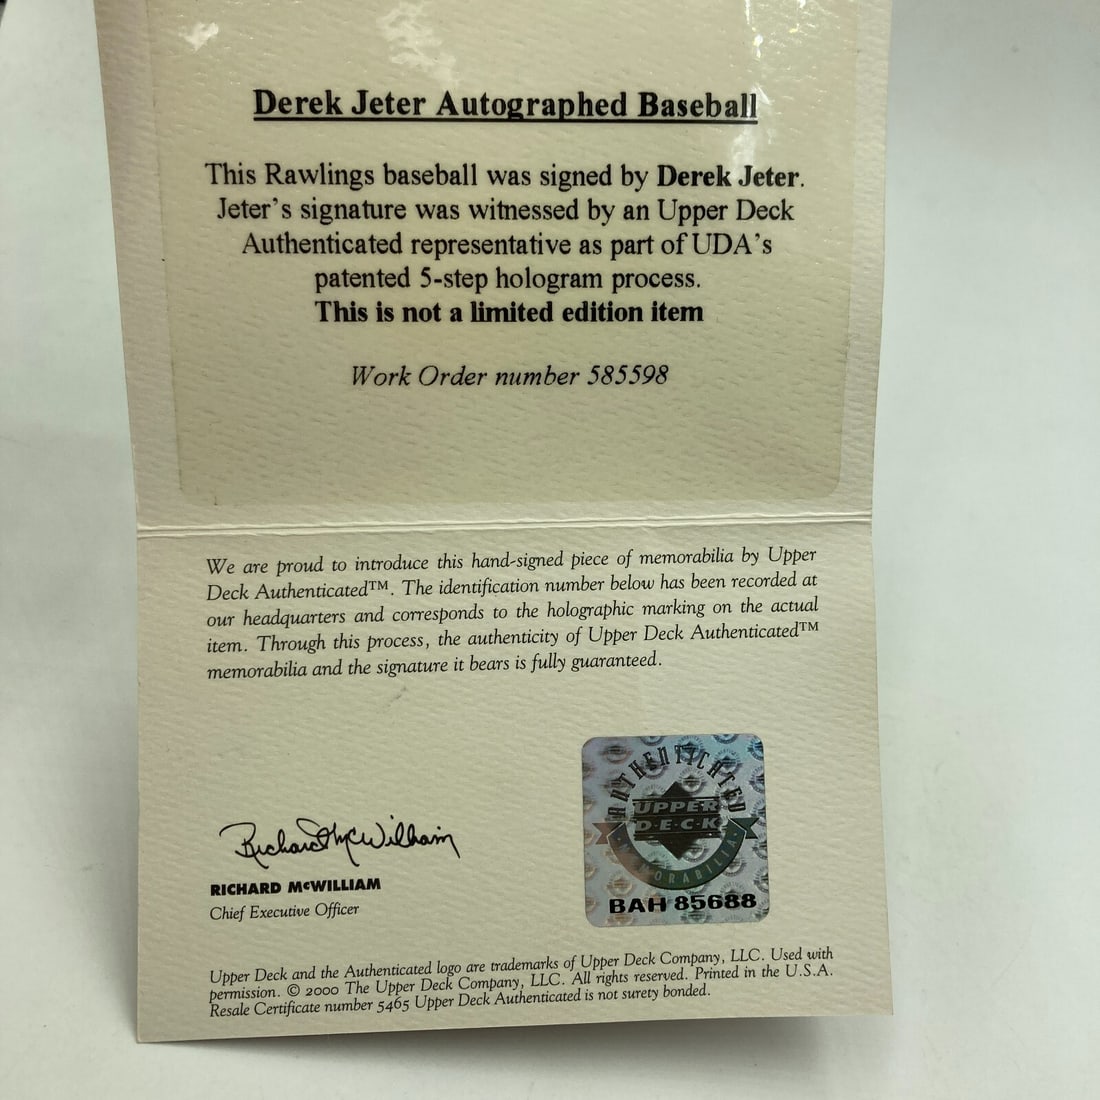 Derek Jeter Autographed Baseball
This Rawlings baseball was signed by Derek Jeter.
Jeter's signature was witnessed by an Upper Deck
Authenticated representative as part of UDA's
patented 5-step hologram process.
This is not a limited edition item
Work Order number 585598
We are proud to introduce this hand-signed piece of memorabilia by Upper
Deck Authenticated™. The identification number below has been recorded at
our headquarters and corresponds to the holographic marking on the actual
item. Through this process, the authenticity of Upper Deck Authenticated™
memorabilia and the signature it bears is fully guaranteed.
Richard McWilliam
RICHARD McWILLIAM
Chief Executive Officer
AUTHENTICATED
UPPER
D·E·C·K
MEMORABILIA
BAH 85688
Upper Deck and the Authenticated logo are trademarks of Upper Deck Company, LLC. Used with
permission. © 2000 The Upper Deck Company, LLC. All rights reserved. Printed in the U.S.A.
Resale Certificate number 5465 Upper Deck Authenticated is not surety bonded.